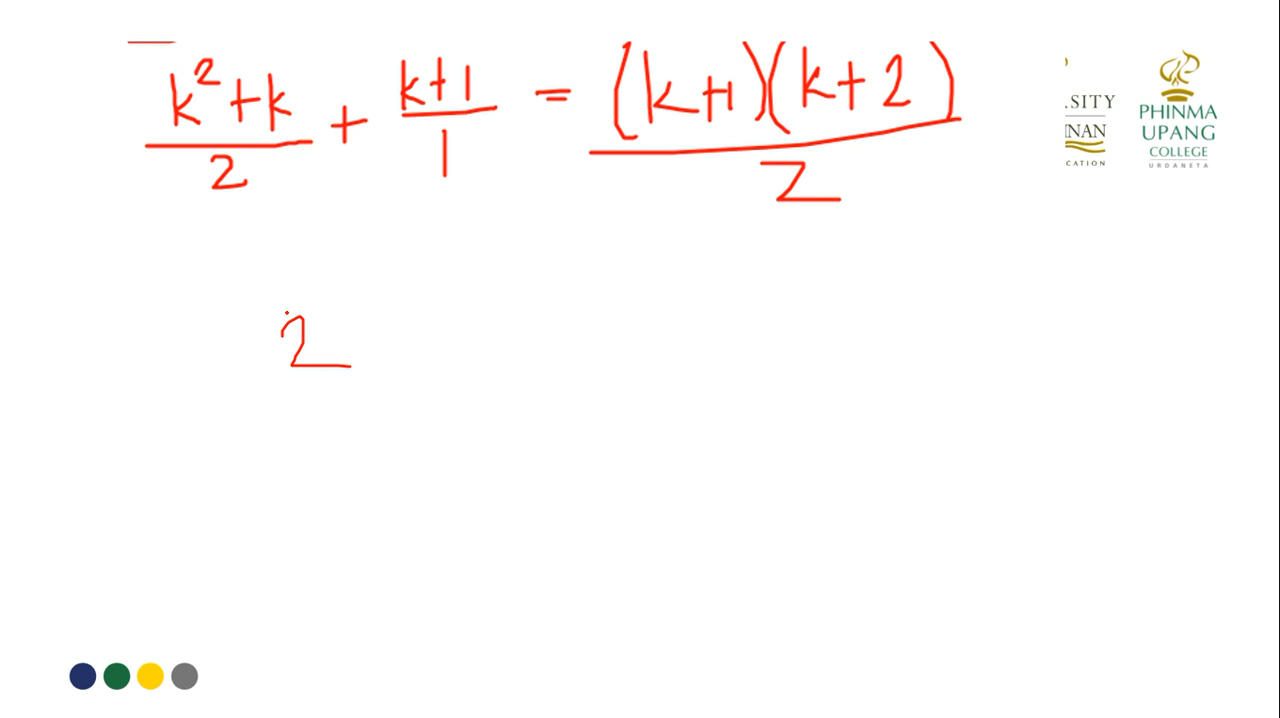 k²+k/2 + k+1/1 = (k+1)(k+2)/2
.SITY
NAN
CATION
PHINMA
UPANG
COLLEGE
URDANETA
2